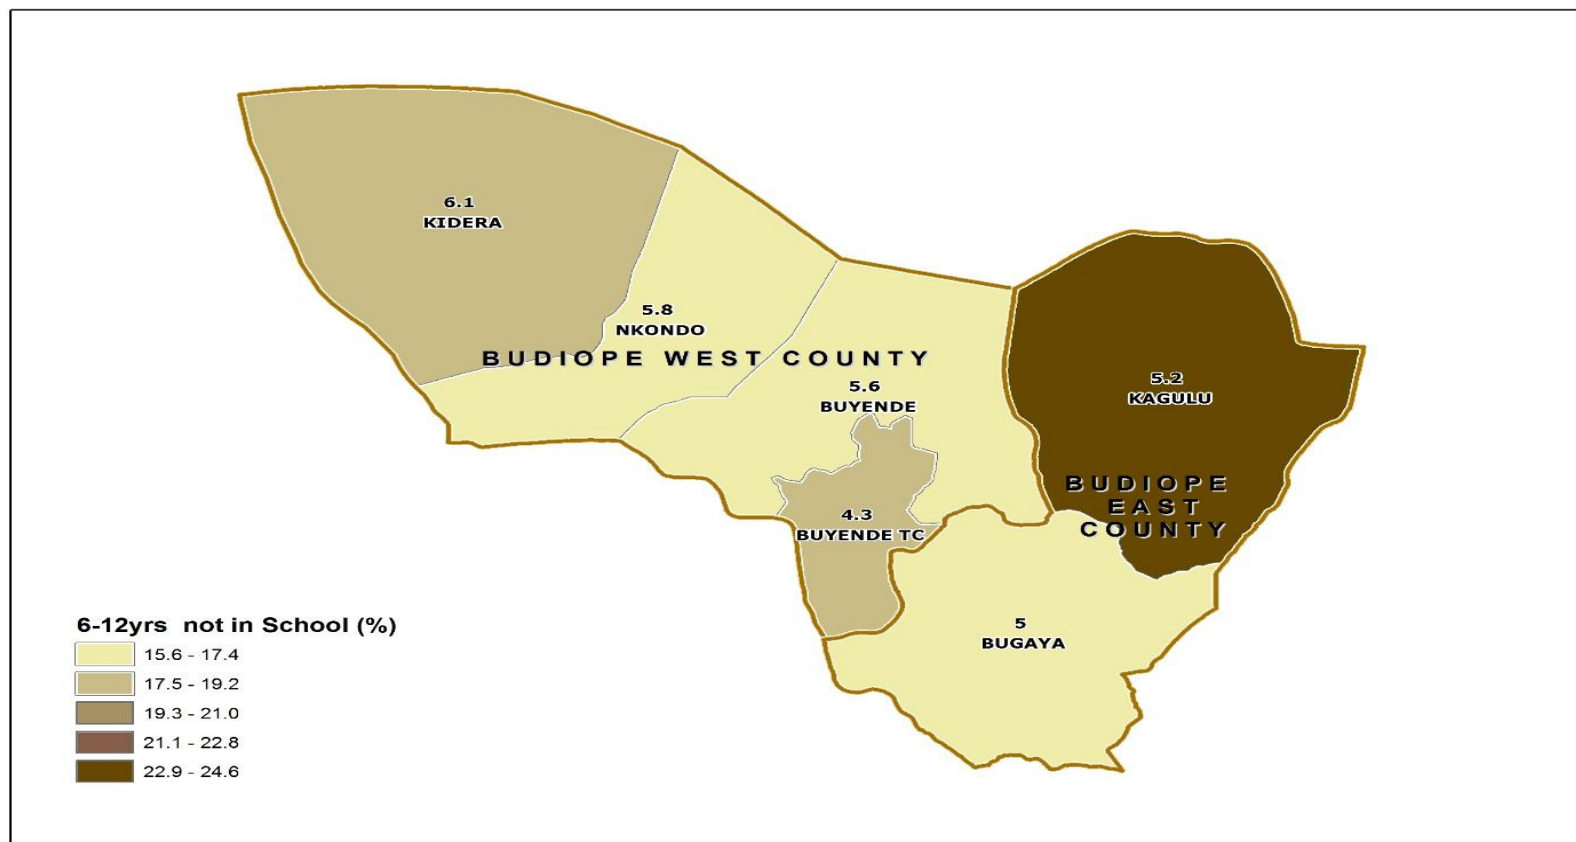 6.1
KIDERA
5.8
NKONDO
BUDIOPE WEST COUNTY
5.6
BUYENDE
5.2
KAGULU
BUDIOPE
EAST
COUNTY
4.3
BUYENDE TC
5
BUGAYA
6-12yrs not in School (%)
15.6 - 17.4
17.5 - 19.2
19.3 - 21.0
21.1 - 22.8
22.9 - 24.6